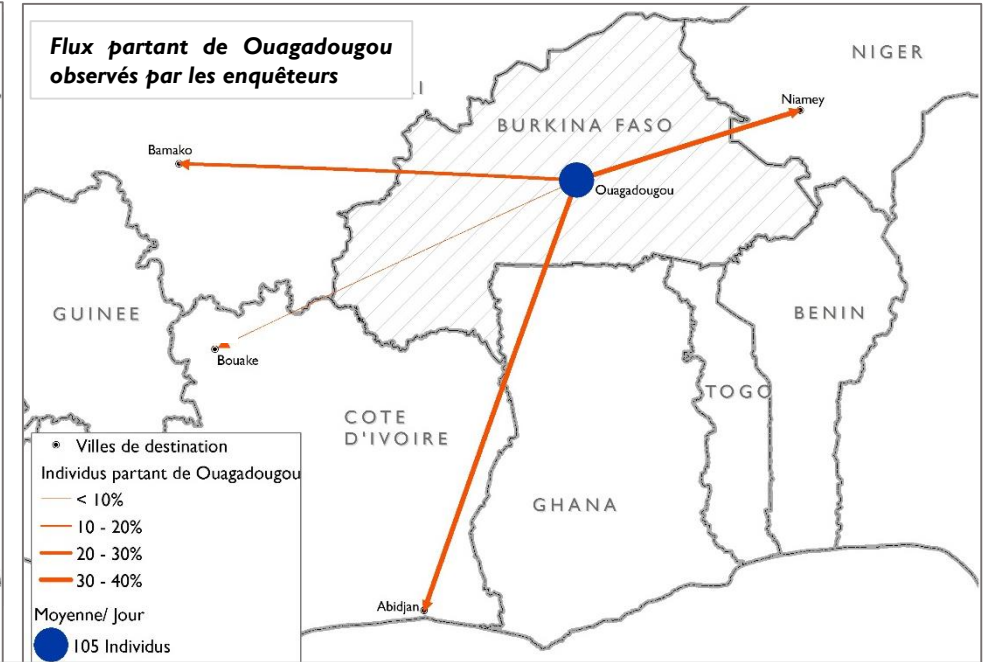 Flux partant de Ouagadougou
observés par les enquêteurs
NIGER
Niamey
BURKINA FASO
Bamako
Ouagadougou
GUINEE
BENIN
Bouake
TOGO
COTE
D'IVOIRE
GHANA
Abidjan
Villes de destination
Individus partant de Ouagadougou
< 10%
10 - 20%
20 - 30%
30 - 40%
Moyenne/ Jour
105 Individus